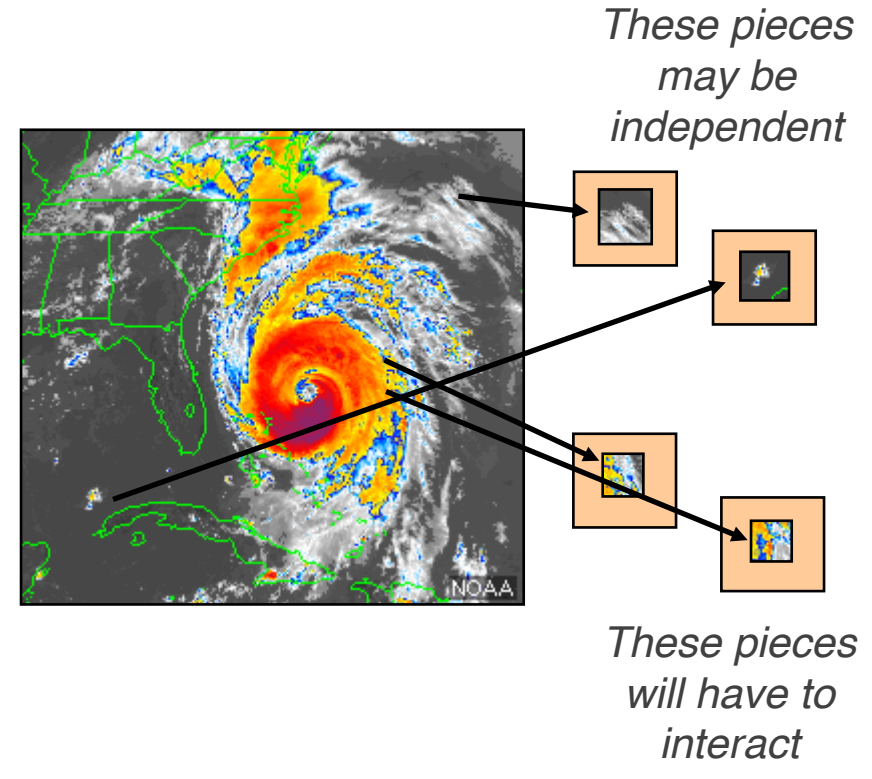 These pieces
may be
independent
NOAA
These pieces
will have to
interact